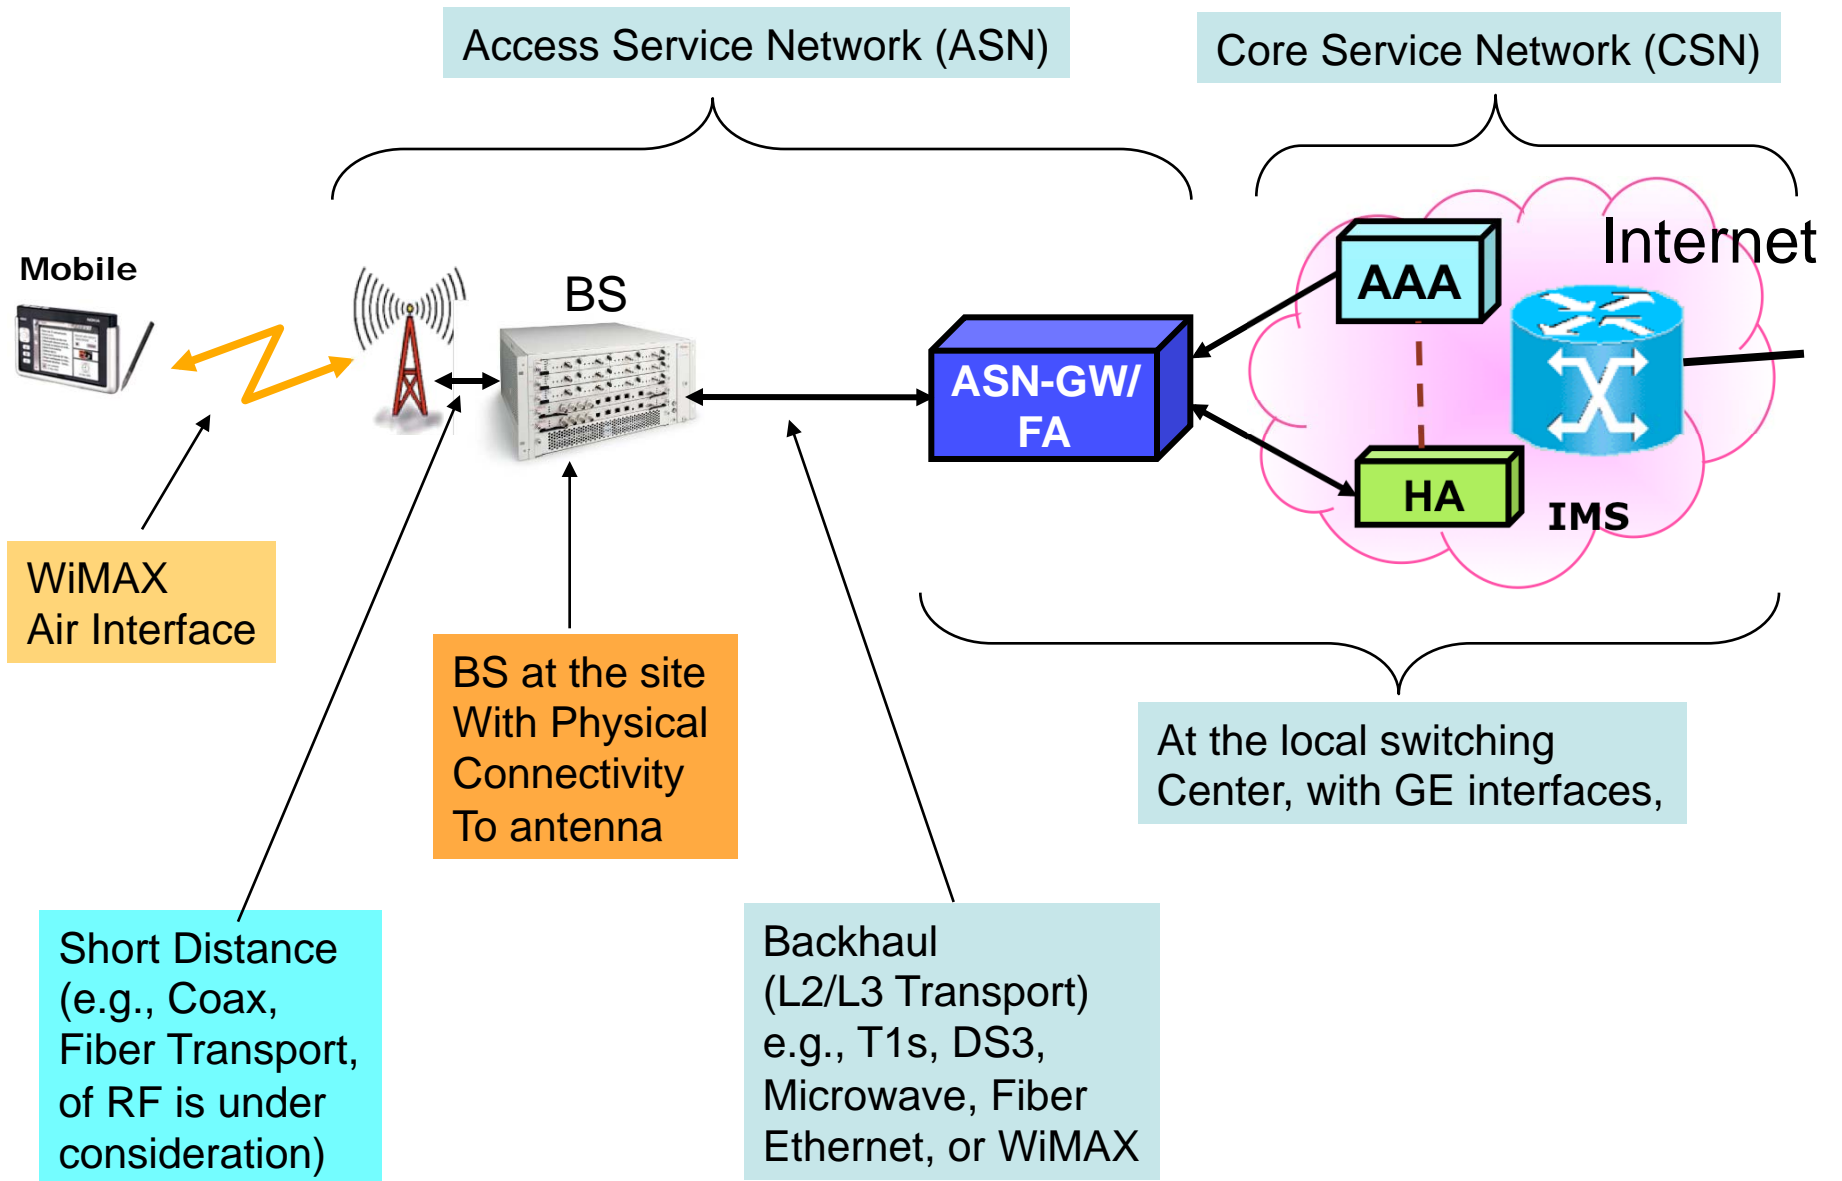 Access Service Network (ASN)
Core Service Network (CSN)
Internet
Mobile
BS
AAA
ASN-GW/
FA
HA
IMS
WiMAX
Air Interface
BS at the site
With Physical
Connectivity
To antenna
At the local switching
Center, with GE interfaces,
Short Distance
(e.g., Coax,
Fiber Transport,
of RF is under
consideration)
Backhaul
(L2/L3 Transport)
e.g., T1s, DS3,
Microwave, Fiber
Ethernet, or WiMAX